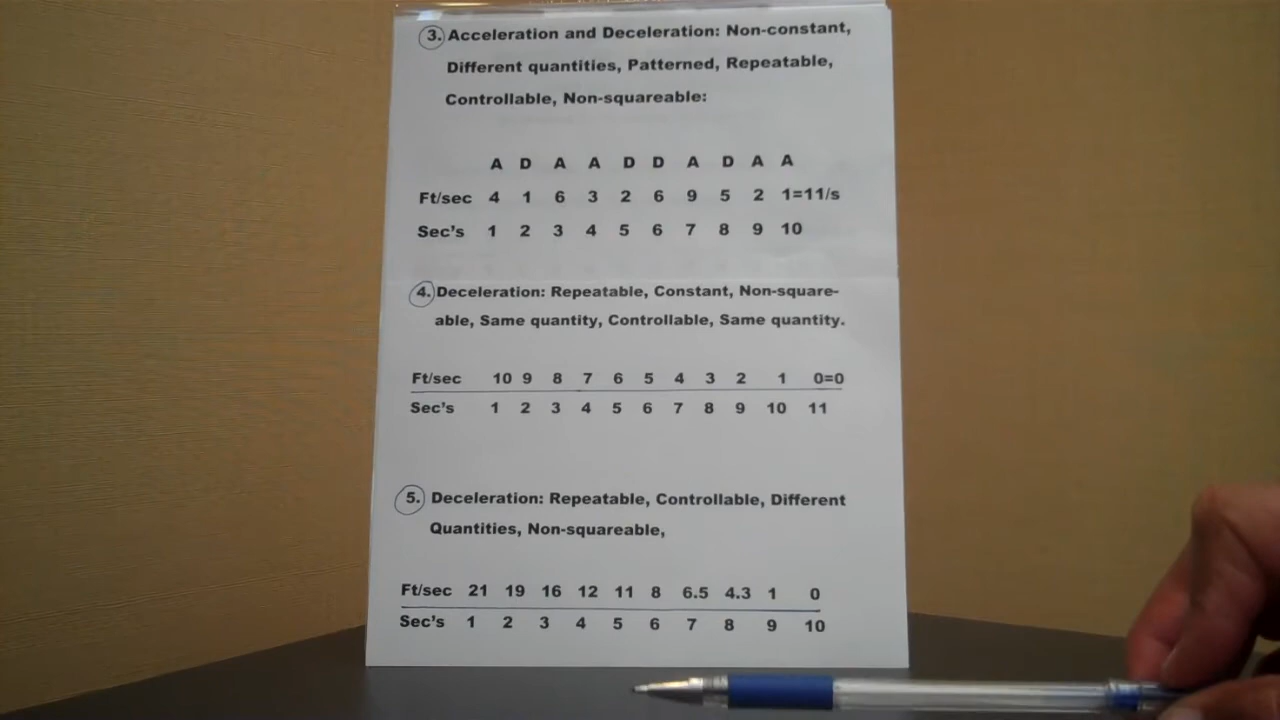 3. Acceleration and Deceleration: Non-constant,
Different quantities, Patterned, Repeatable,
Controllable, Non-squareable:
A D A A D D A D A A
Ft/sec 4 1 6 3 2 6 9 5 2 1=11/s
Sec's 1 2 3 4 5 6 7 8 9 10
4. Deceleration: Repeatable, Constant, Non-square-
able, Same quantity, Controllable, Same quantity.
Ft/sec 10 9 8 7 6 5 4 3 2 1 0=0
Sec's 1 2 3 4 5 6 7 8 9 10 11
5. Deceleration: Repeatable, Controllable, Different
Quantities, Non-squareable,
Ft/sec 21 19 16 12 11 8 6.5 4.3 1 0
Sec's 1 2 3 4 5 6 7 8 9 10